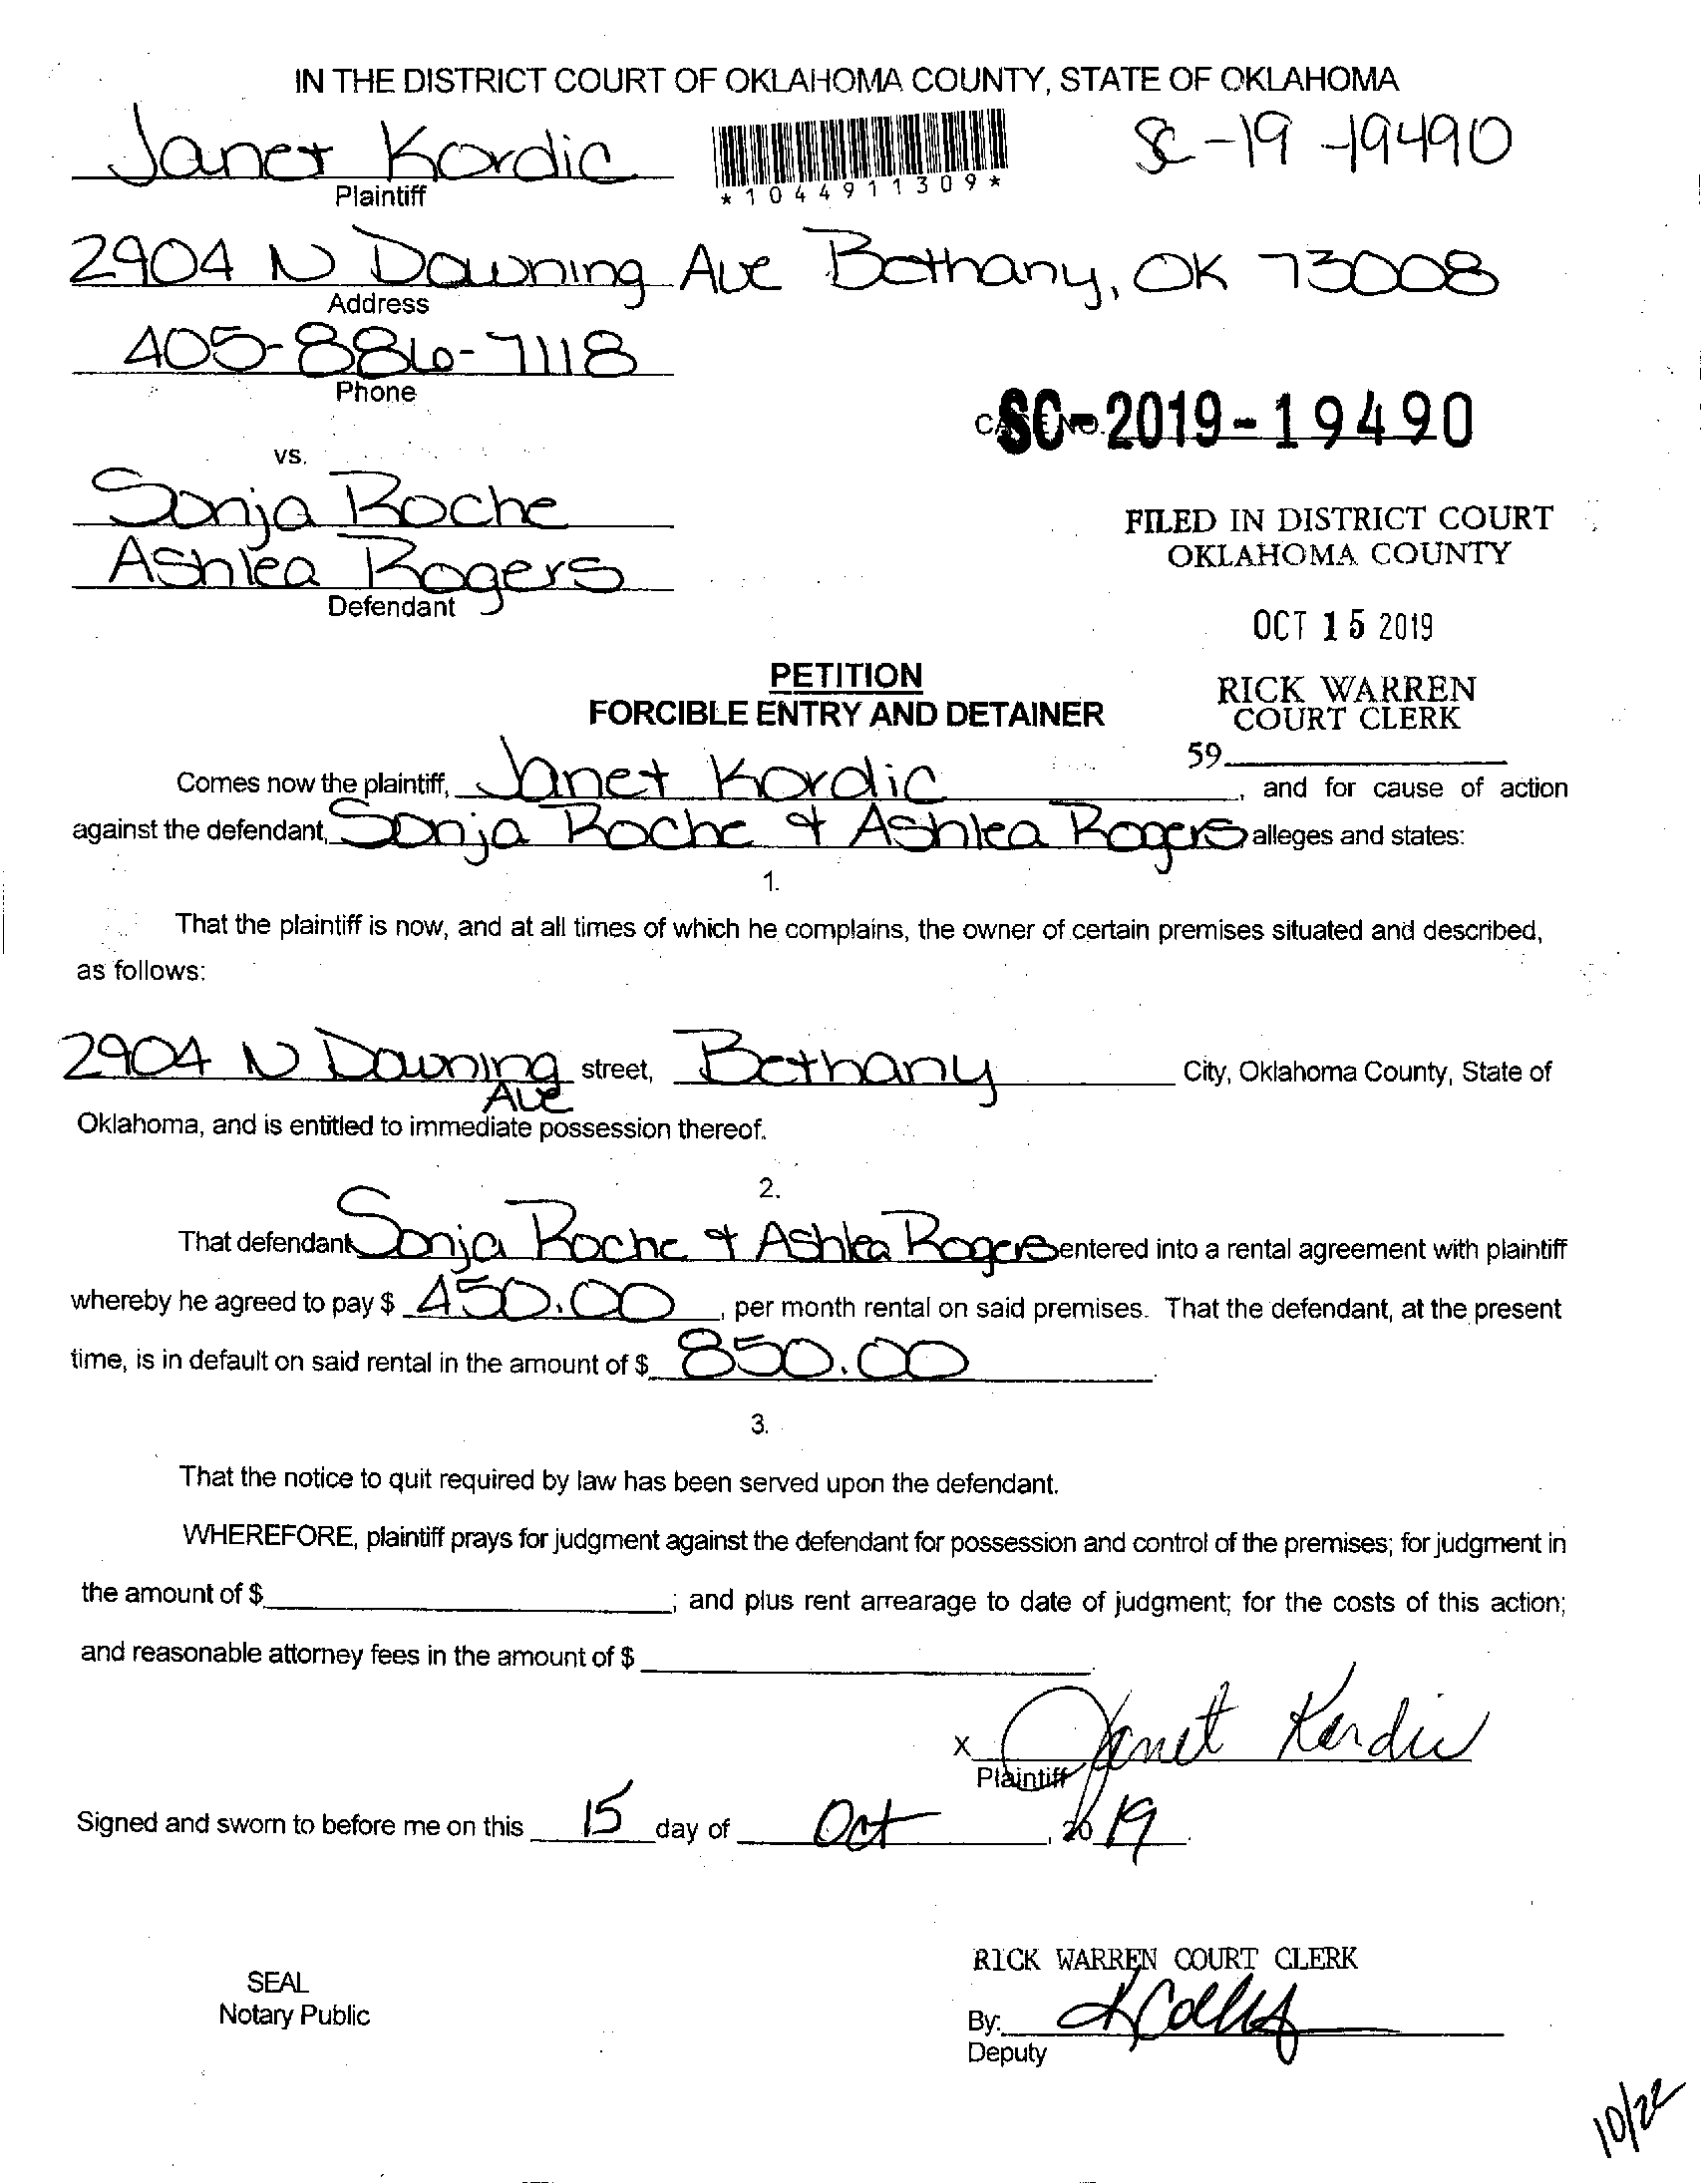 IN THE DISTRICT COURT OF OKLAHOMA COUNTY, STATE OF OKLAHOMA
Janet Kordic
SC-19-19490
*1044911309*
Plaintiff
2904 N Downing Ave Bethany, OK 73008
Address
405-886-7118
Phone
CASE NO.
SC-2019-19490
vs.
Sonja Roche
Ashlea Rogers
Defendant
FILED IN DISTRICT COURT
OKLAHOMA COUNTY
OCT 15 2019
PETITION
FORCIBLE ENTRY AND DETAINER
RICK WARREN
COURT CLERK
59
Comes now the plaintiff, Janet Kordic, and for cause of action
against the defendant, Sonja Roche & Ashlea Rogers alleges and states:
1.
That the plaintiff is now, and at all times of which he complains, the owner of certain premises situated and described,
as follows:
2904 N Downing Ave street, Bethany City, Oklahoma County, State of
Oklahoma, and is entitled to immediate possession thereof.
2.
That defendant Sonja Roche & Ashlea Rogers entered into a rental agreement with plaintiff
whereby he agreed to pay $ 450.00, per month rental on said premises. That the defendant, at the present
time, is in default on said rental in the amount of $ 850.00.
3.
That the notice to quit required by law has been served upon the defendant.
WHEREFORE, plaintiff prays for judgment against the defendant for possession and control of the premises; for judgment in
the amount of $ ; and plus rent arrearage to date of judgment; for the costs of this action;
and reasonable attorney fees in the amount of $ .
X Janet Kordic
Plaintiff
Signed and sworn to before me on this 15 day of Oct, 2019.
SEAL
Notary Public
RICK WARREN COURT CLERK
By:
Deputy
10/22